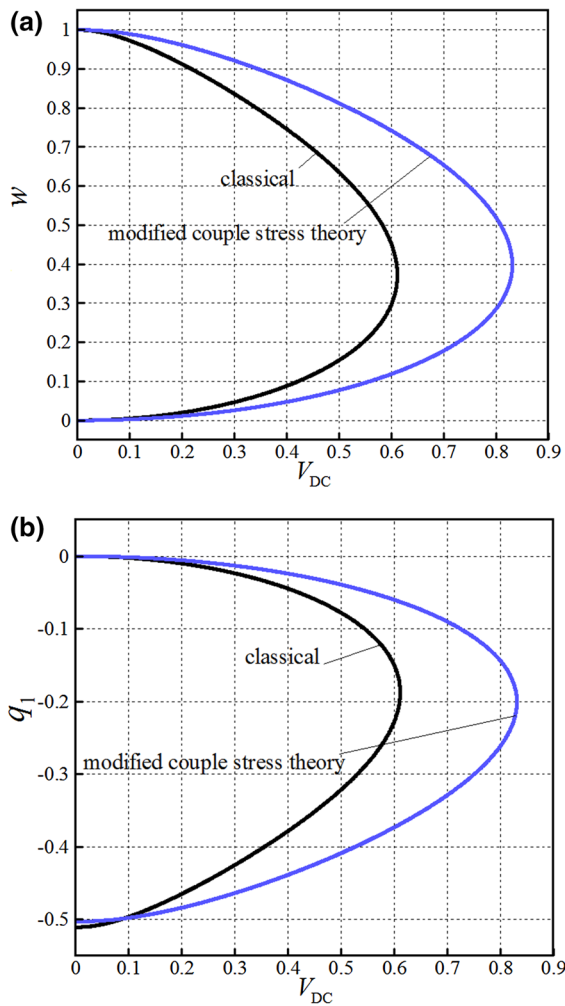 (a)
1
0.9
0.8
0.7
0.6
0.5
0.4
0.3
0.2
0.1
0
w
classical
modified couple stress theory
0 0.1 0.2 0.3 0.4 0.5 0.6 0.7 0.8 0.9
VDC
(b)
0
-0.1
-0.2
-0.3
-0.4
-0.5
q1
classical
modified couple stress theory
0 0.1 0.2 0.3 0.4 0.5 0.6 0.7 0.8 0.9
VDC